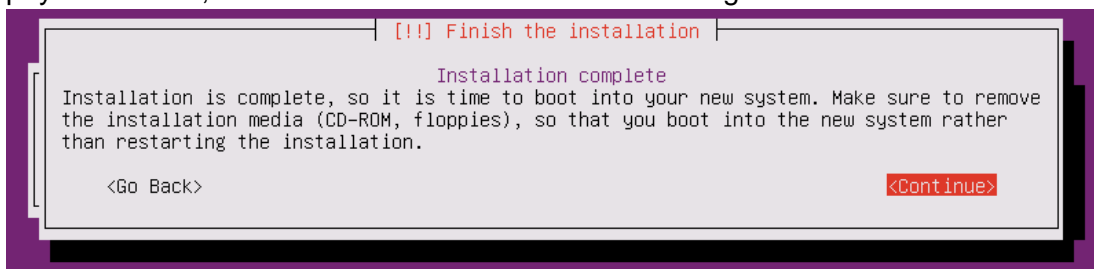 [!!] Finish the installation
Installation complete
Installation is complete, so it is time to boot into your new system. Make sure to remove
the installation media (CD-ROM, floppies), so that you boot into the new system rather
than restarting the installation.
<Go Back> <Continue>